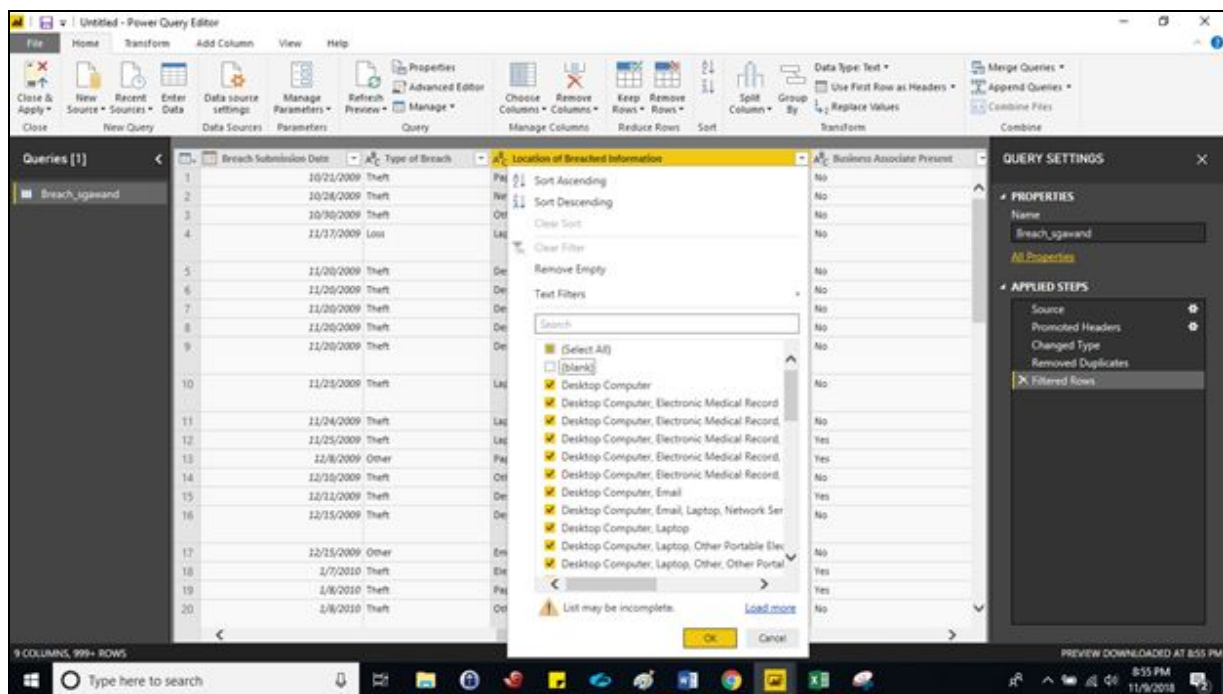 Untitled - Power Query Editor
File Home Transform Add Column View Help
Close & Apply New Source Recent Sources Enter Data Data source settings Manage Parameters Refresh Preview Properties Advanced Editor Manage Choose Columns Remove Columns Keep Rows Remove Rows Split Column Group By Data Type: Text Use First Row as Headers Replace Values Merge Queries Append Queries Combine Files
Close New Query Data Sources Parameters Query Manage Columns Reduce Rows Sort Transform Combine
Queries [1]
Breach_sgawand
Breach Submission Date Type of Breach Location of Breached Information Business Associate Present
1 10/21/2009 Theft No
2 10/28/2009 Theft No
3 10/30/2009 Theft No
4 11/17/2009 Loss No
5 11/20/2009 Theft No
6 11/20/2009 Theft No
7 11/20/2009 Theft No
8 11/20/2009 Theft No
9 11/20/2009 Theft No
10 11/25/2009 Theft No
11 11/24/2009 Theft No
12 11/25/2009 Theft Yes
13 12/8/2009 Other Yes
14 12/10/2009 Theft No
15 12/11/2009 Theft Yes
16 12/15/2009 Theft No
17 12/15/2009 Other No
18 1/7/2010 Theft Yes
19 1/8/2010 Theft Yes
20 1/8/2010 Theft No
Sort Ascending
Sort Descending
Clear Sort
Clear Filter
Remove Empty
Text Filters
Search
(Select All)
(blank)
Desktop Computer
Desktop Computer, Electronic Medical Record
Desktop Computer, Electronic Medical Record,
Desktop Computer, Electronic Medical Record,
Desktop Computer, Electronic Medical Record,
Desktop Computer, Electronic Medical Record,
Desktop Computer, Email
Desktop Computer, Email, Laptop, Network Ser
Desktop Computer, Laptop
Desktop Computer, Laptop, Other Portable Elec
Desktop Computer, Laptop, Other, Other Portal
List may be incomplete. Load more
OK Cancel
QUERY SETTINGS
PROPERTIES
Name
Breach_sgawand
All Properties
APPLIED STEPS
Source
Promoted Headers
Changed Type
Removed Duplicates
Filtered Rows
9 COLUMNS, 999+ ROWS PREVIEW DOWNLOADED AT 8:55 PM
Type here to search
8:55 PM
11/9/2018